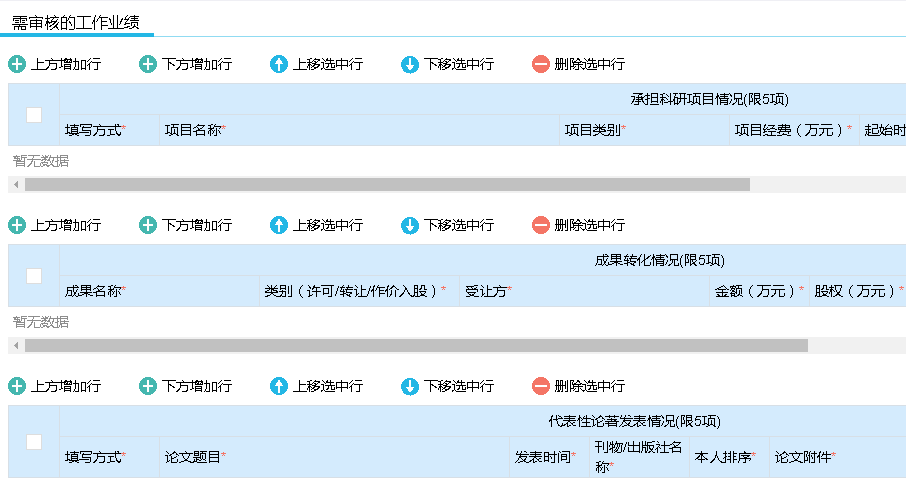 需审核的工作业绩
上方增加行 下方增加行 上移选中行 下移选中行 删除选中行
承担科研项目情况(限5项)
填写方式* 项目名称* 项目类别* 项目经费（万元）* 起始时
暂无数据
上方增加行 下方增加行 上移选中行 下移选中行 删除选中行
成果转化情况(限5项)
成果名称* 类别（许可/转让/作价入股）* 受让方* 金额（万元）* 股权（万元）*
暂无数据
上方增加行 下方增加行 上移选中行 下移选中行 删除选中行
代表性论著发表情况(限5项)
填写方式* 论文题目* 发表时间* 刊物/出版社名 本人排序* 论文附件*
称*